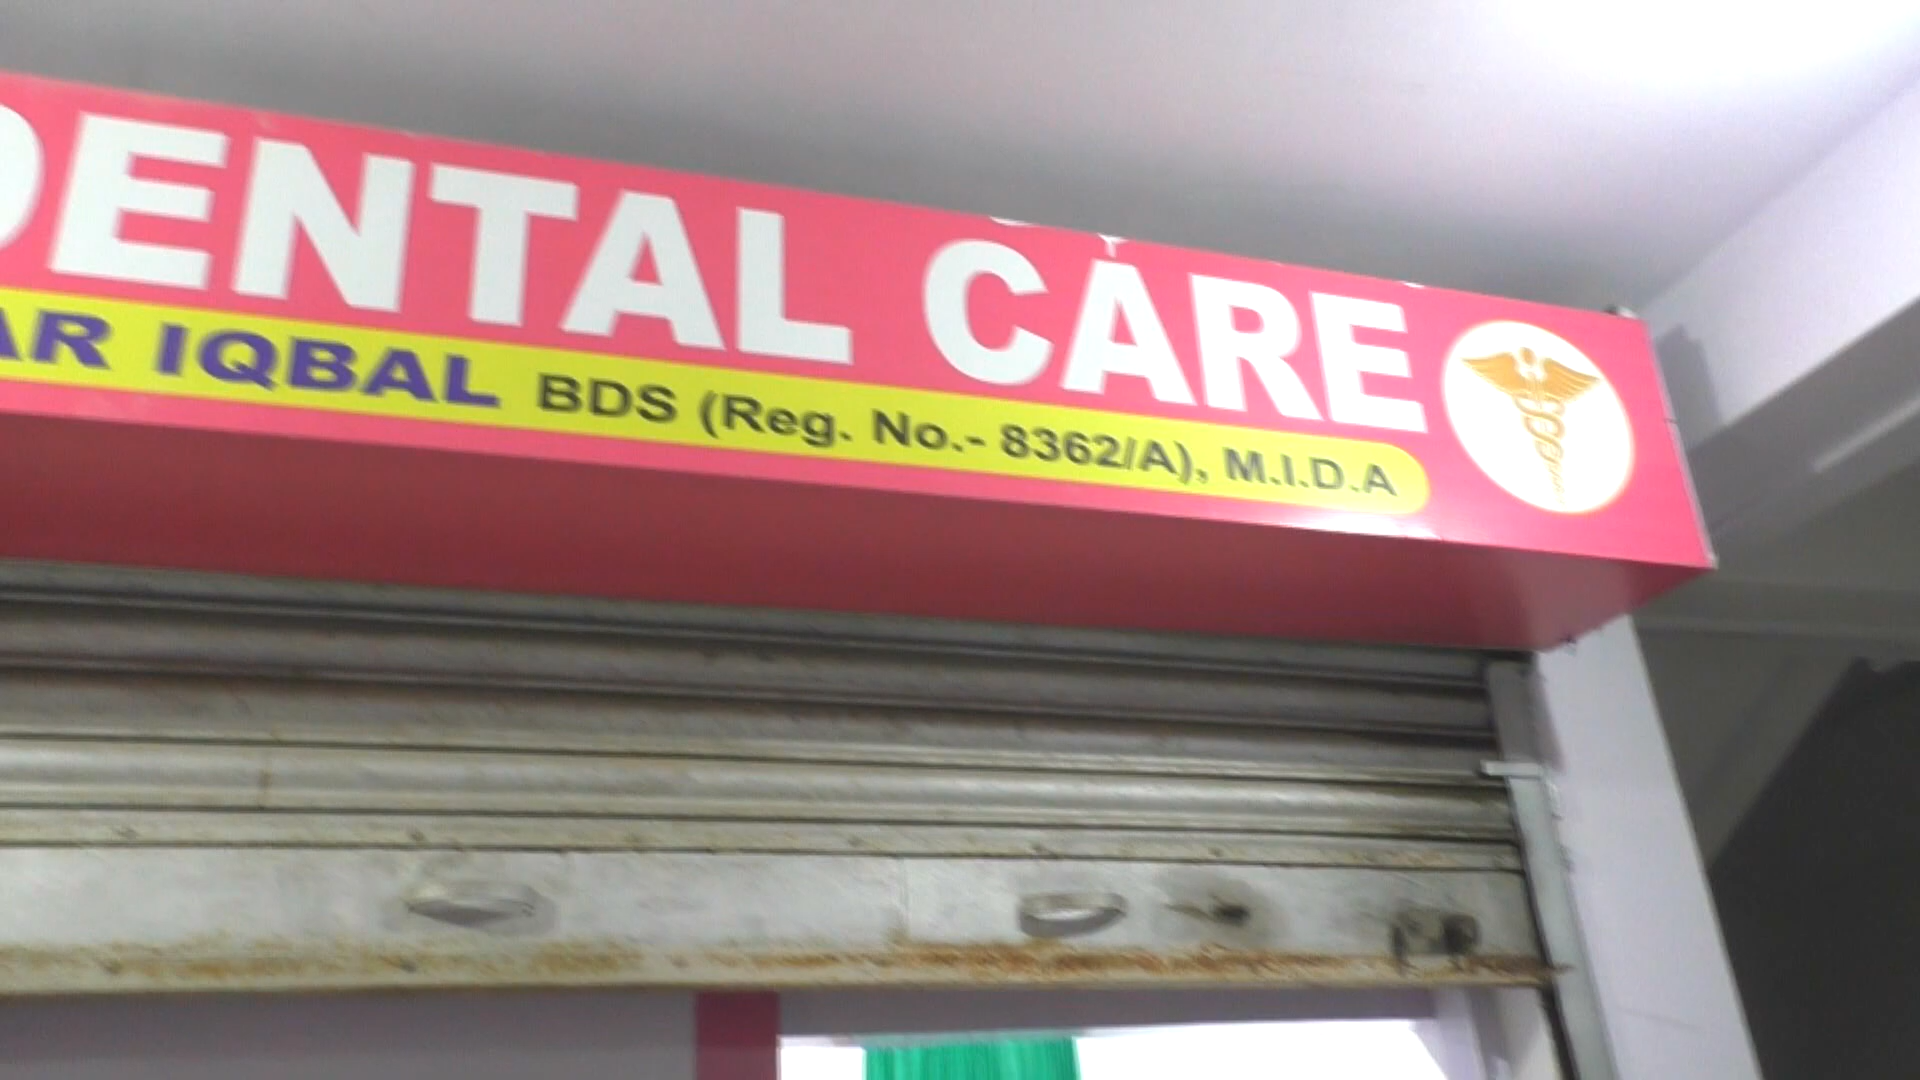 DENTAL CARE
IQBAL BDS (Reg. No.- 8362/A), M.I.D.A